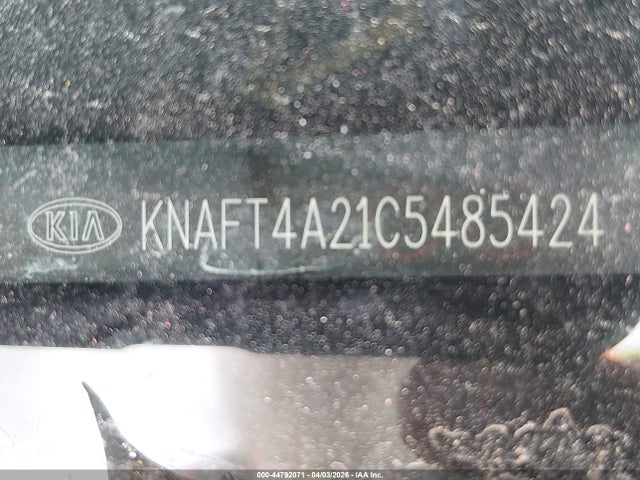 KIA KNAFT4A21C5485424
000-44792071 - 04/03/2026 - IAA Inc.